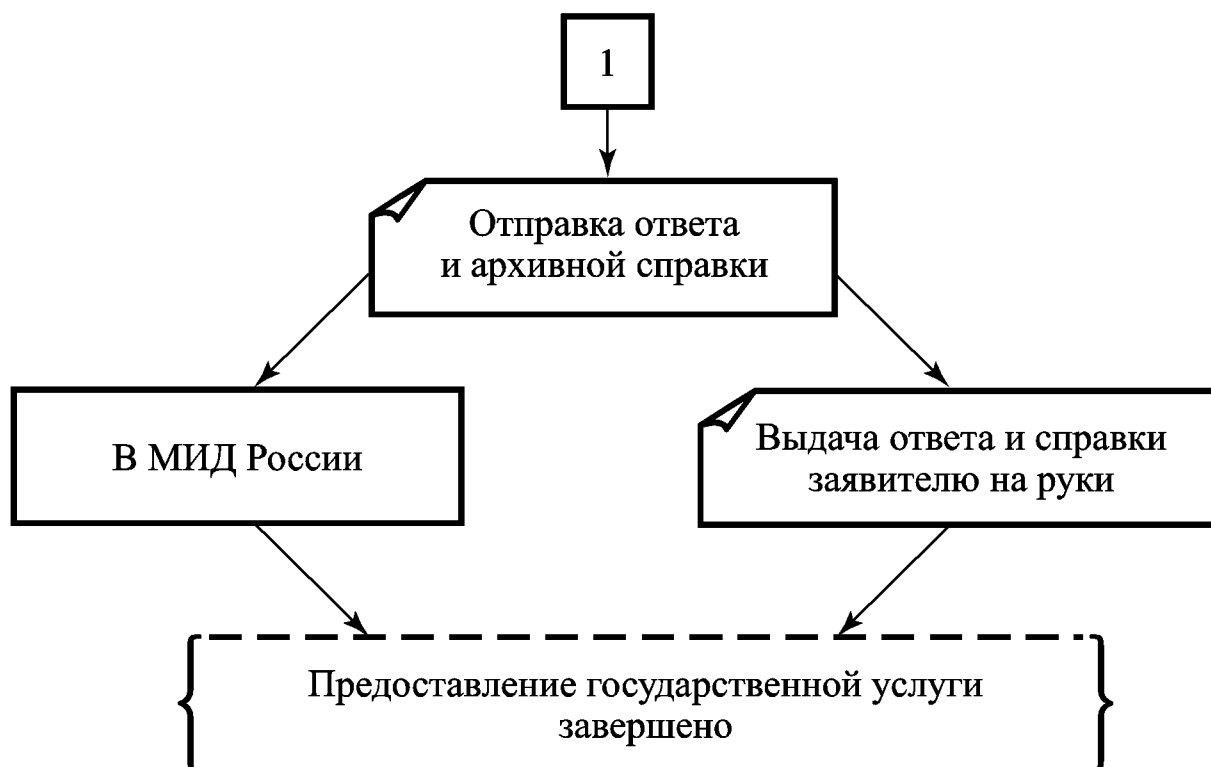 1
Отправка ответа
и архивной справки
В МИД России
Выдача ответа и справки
заявителю на руки
Предоставление государственной услуги
завершено